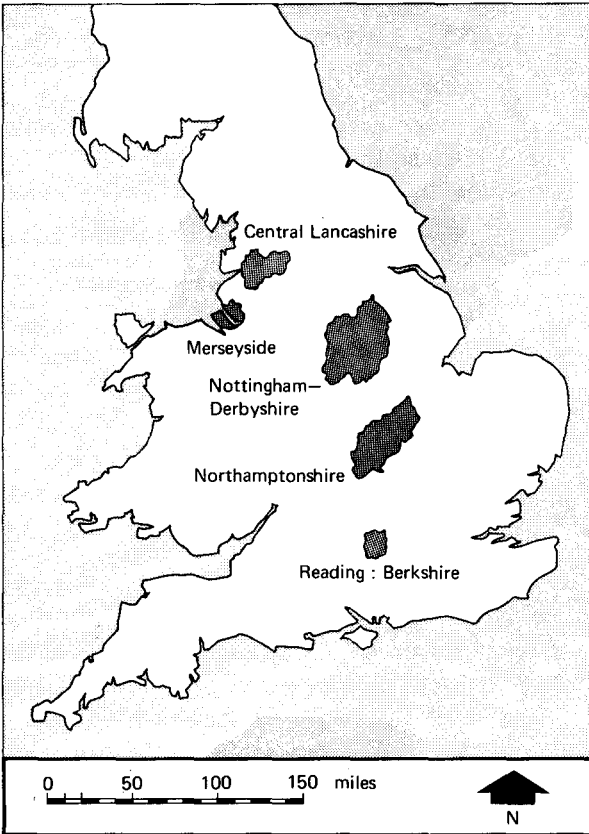 Central Lancashire
Merseyside
Nottingham—
Derbyshire
Northamptonshire
Reading : Berkshire
0 50 100 150 miles
N